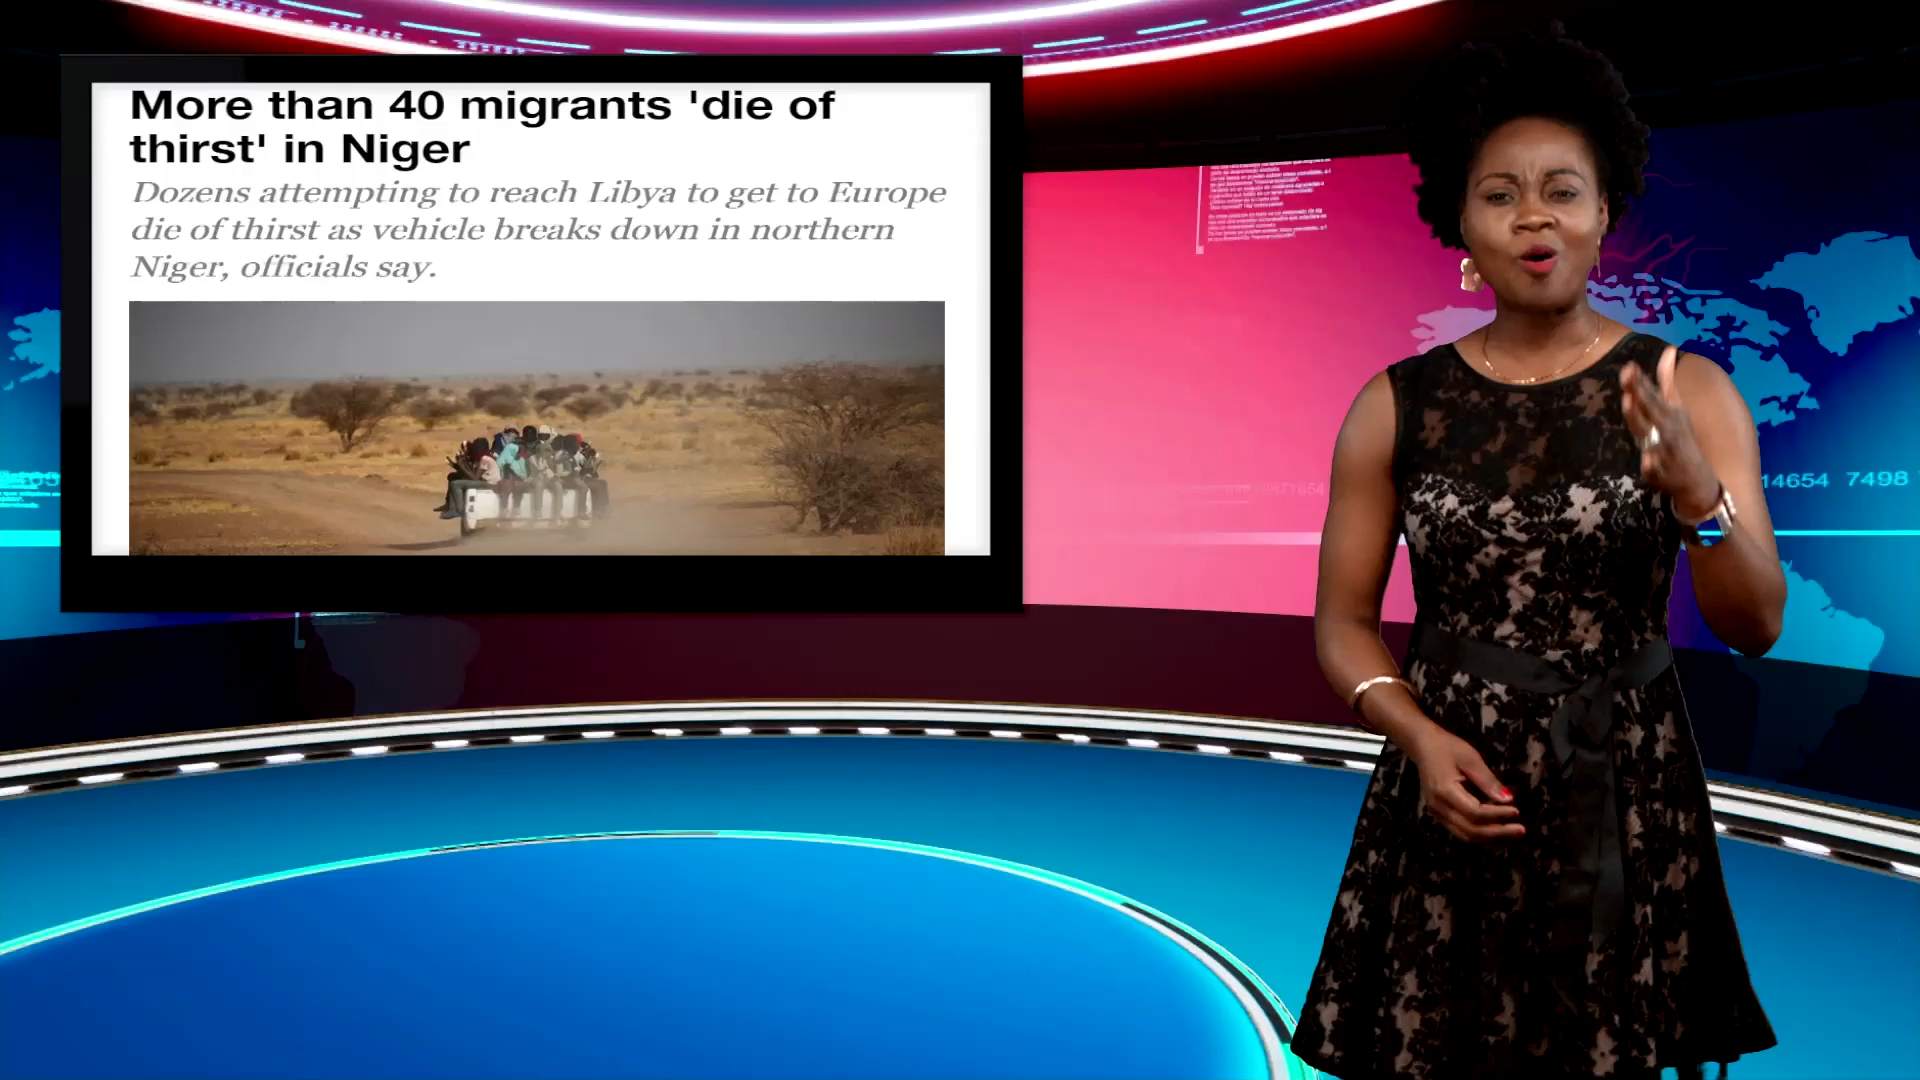 More than 40 migrants 'die of
thirst' in Niger
Dozens attempting to reach Libya to get to Europe
die of thirst as vehicle breaks down in northern
Niger, officials say.
14654 7498